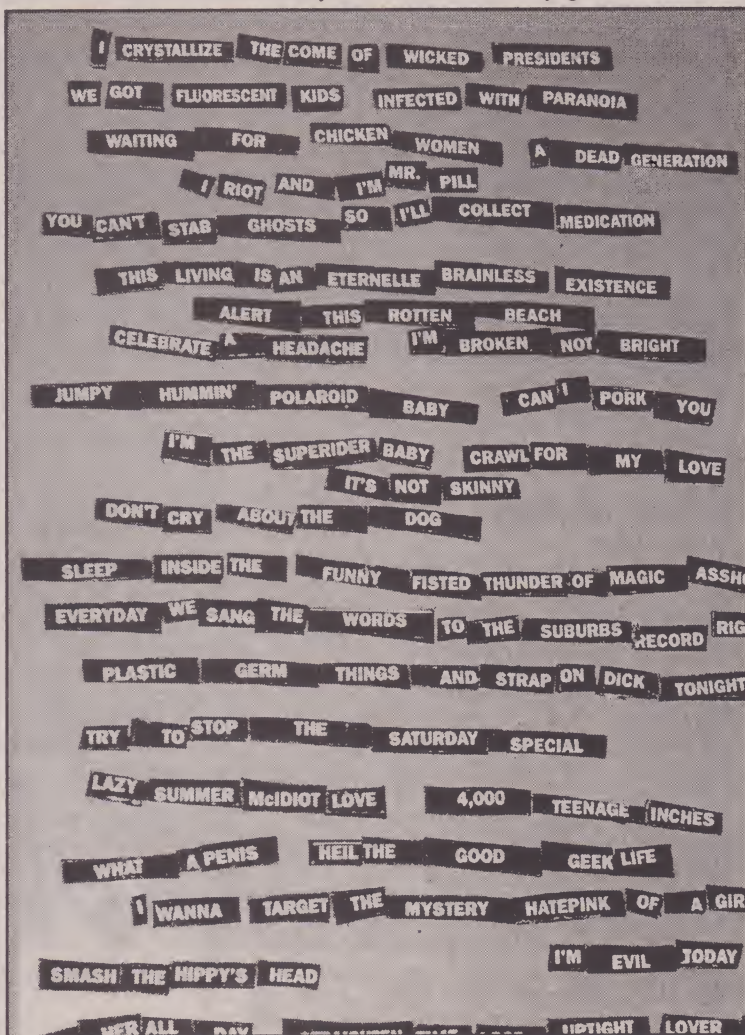 I CRYSTALLIZE THE COME OF WICKED PRESIDENTS
WE GOT FLUORESCENT KIDS INFECTED WITH PARANOIA
WAITING FOR CHICKEN WOMEN A DEAD GENERATION
I RIOT AND I'M MR. PILL
YOU CAN'T STAB GHOSTS SO I'LL COLLECT MEDICATION
THIS LIVING IS AN ETERNELLE BRAINLESS EXISTENCE
ALERT THIS ROTTEN BEACH
CELEBRATE A HEADACHE I'M BROKEN NOT BRIGHT
JUMPY HUMMIN' POLAROID BABY CAN I PORK YOU
I'M THE SUPERIDER BABY CRAWL FOR MY LOVE
IT'S NOT SKINNY
DON'T CRY ABOUT THE DOG
SLEEP INSIDE THE FUNNY FISTED THUNDER OF MAGIC ASSHO
EVERYDAY WE SANG THE WORDS TO THE SUBURBS RECORD RIG
PLASTIC GERM THINGS AND STRAP ON DICK TONIGHT
TRY TO STOP THE SATURDAY SPECIAL
LAZY SUMMER McIDIOT LOVE 4,000 TEENAGE INCHES
WHAT A PENIS HEIL THE GOOD GEEK LIFE
I WANNA TARGET THE MYSTERY HATEPINK OF A GIR
I'M EVIL TODAY
SMASH THE HIPPY'S HEAD
HER ALL DAY UPTIGHT LOVER